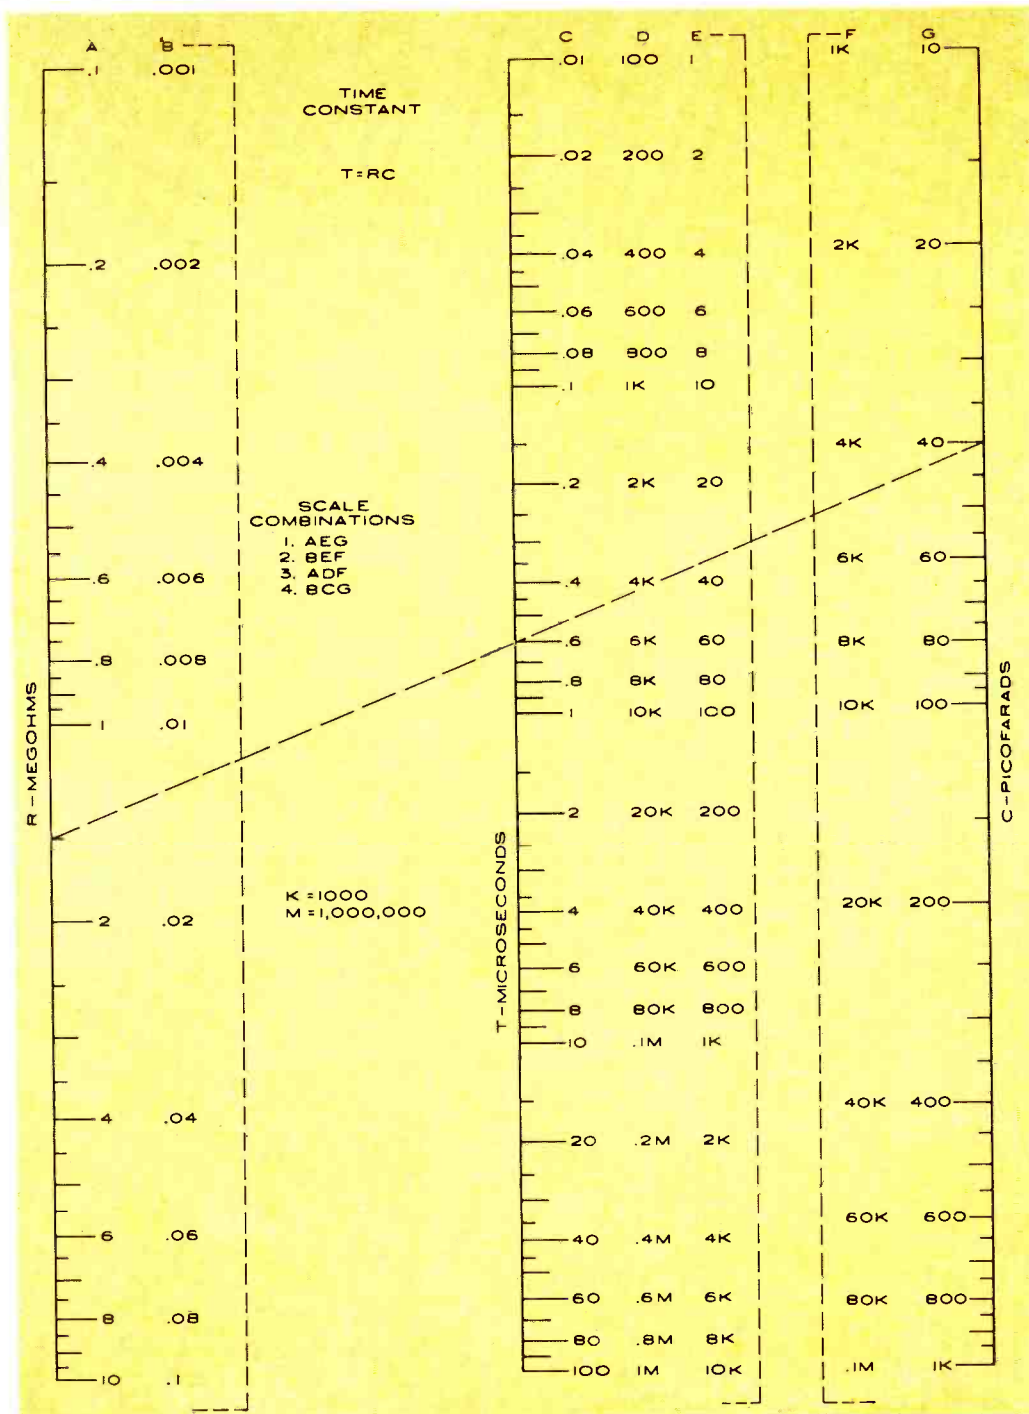 A B
.1 .001
.2 .002
.4 .004
.6 .006
.8 .008
1 .01
2 .02
4 .04
6 .06
8 .08
10 .1
R-MEGOHMS
TIME
CONSTANT
T=RC
SCALE
COMBINATIONS
1. AEG
2. BEF
3. ADF
4. BCG
K=1000
M=1,000,000
C D E
.01 100 1
.02 200 2
.04 400 4
.06 600 6
.08 800 8
.1 1K 10
.2 2K 20
.4 4K 40
.6 6K 60
.8 8K 80
1 10K 100
2 20K 200
4 40K 400
6 60K 600
8 80K 800
10 .1M 1K
20 .2M 2K
40 .4M 4K
60 .6M 6K
80 .8M 8K
100 1M 10K
T-MICROSECONDS
F G
1K 10
2K 20
4K 40
6K 60
8K 80
10K 100
20K 200
40K 400
60K 600
80K 800
.1M 1K
C-PICOFARADS